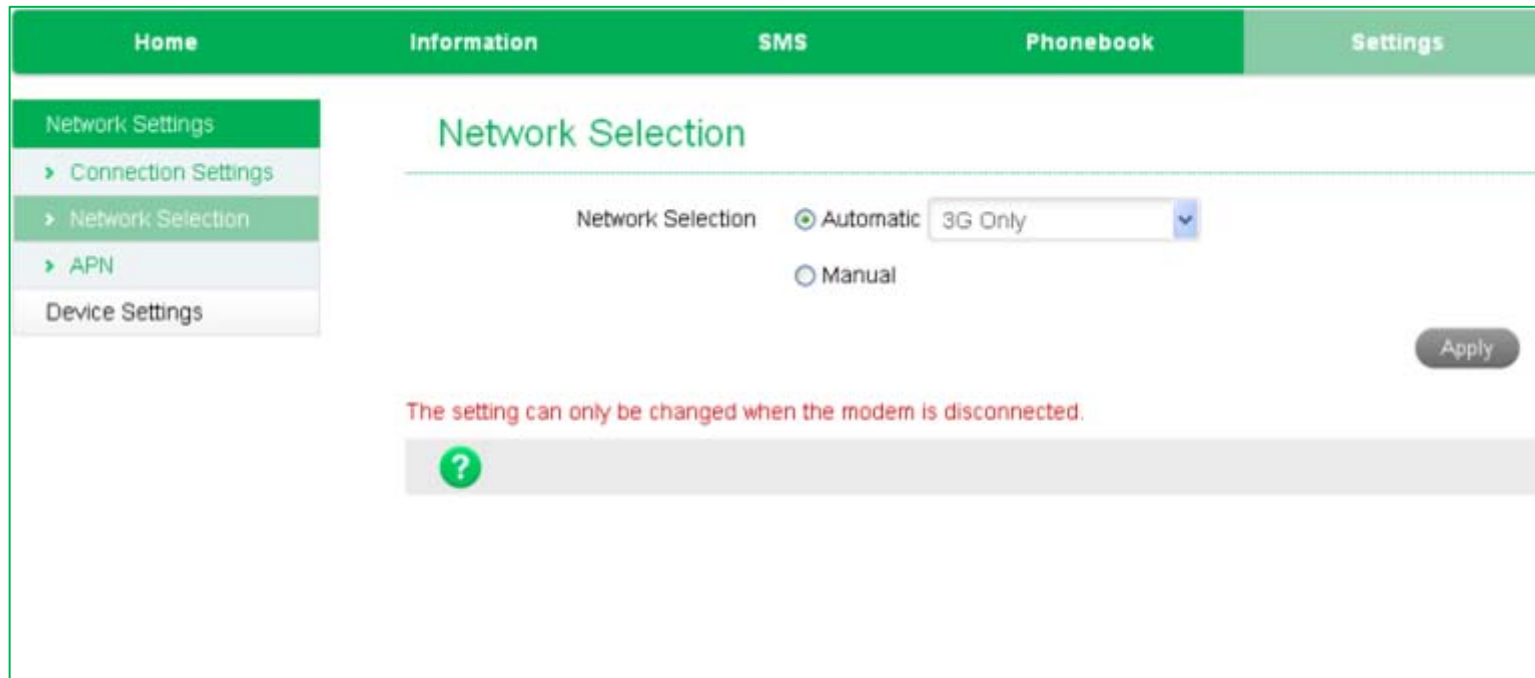 Home Information SMS Phonebook Settings
Network Settings
Connection Settings
Network Selection
APN
Device Settings
Network Selection
Network Selection Automatic 3G Only
Manual
Apply
The setting can only be changed when the modem is disconnected.
?